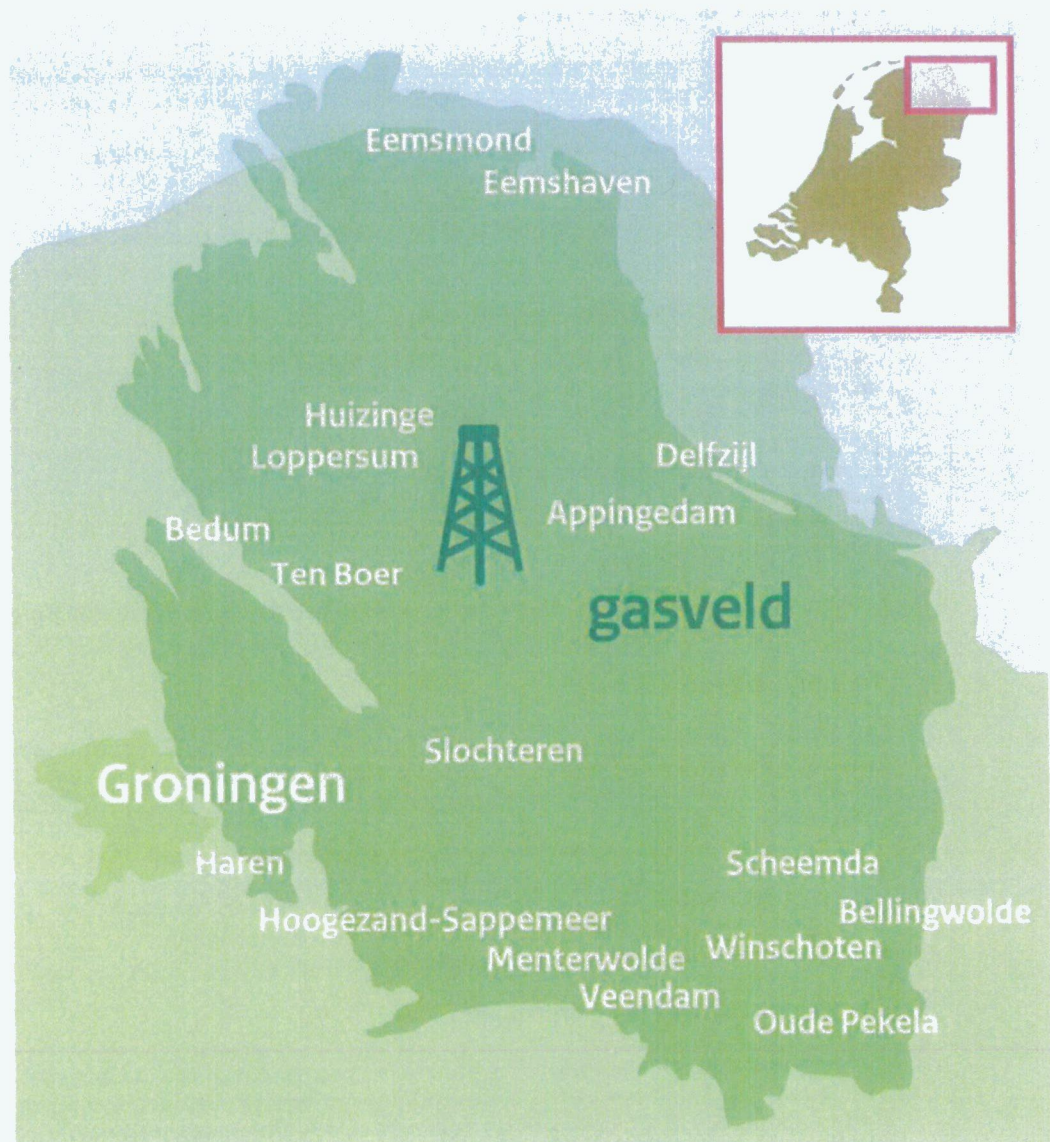 Eemsmond
Eemshaven
Huizinge
Loppersum
Delfzijl
Appingedam
Bedum
Ten Boer
gasveld
Slochteren
Groningen
Haren
Scheemda
Bellingwolde
Hoogezand-Sappemeer
Winschoten
Menterwolde
Veendam
Oude Pekela